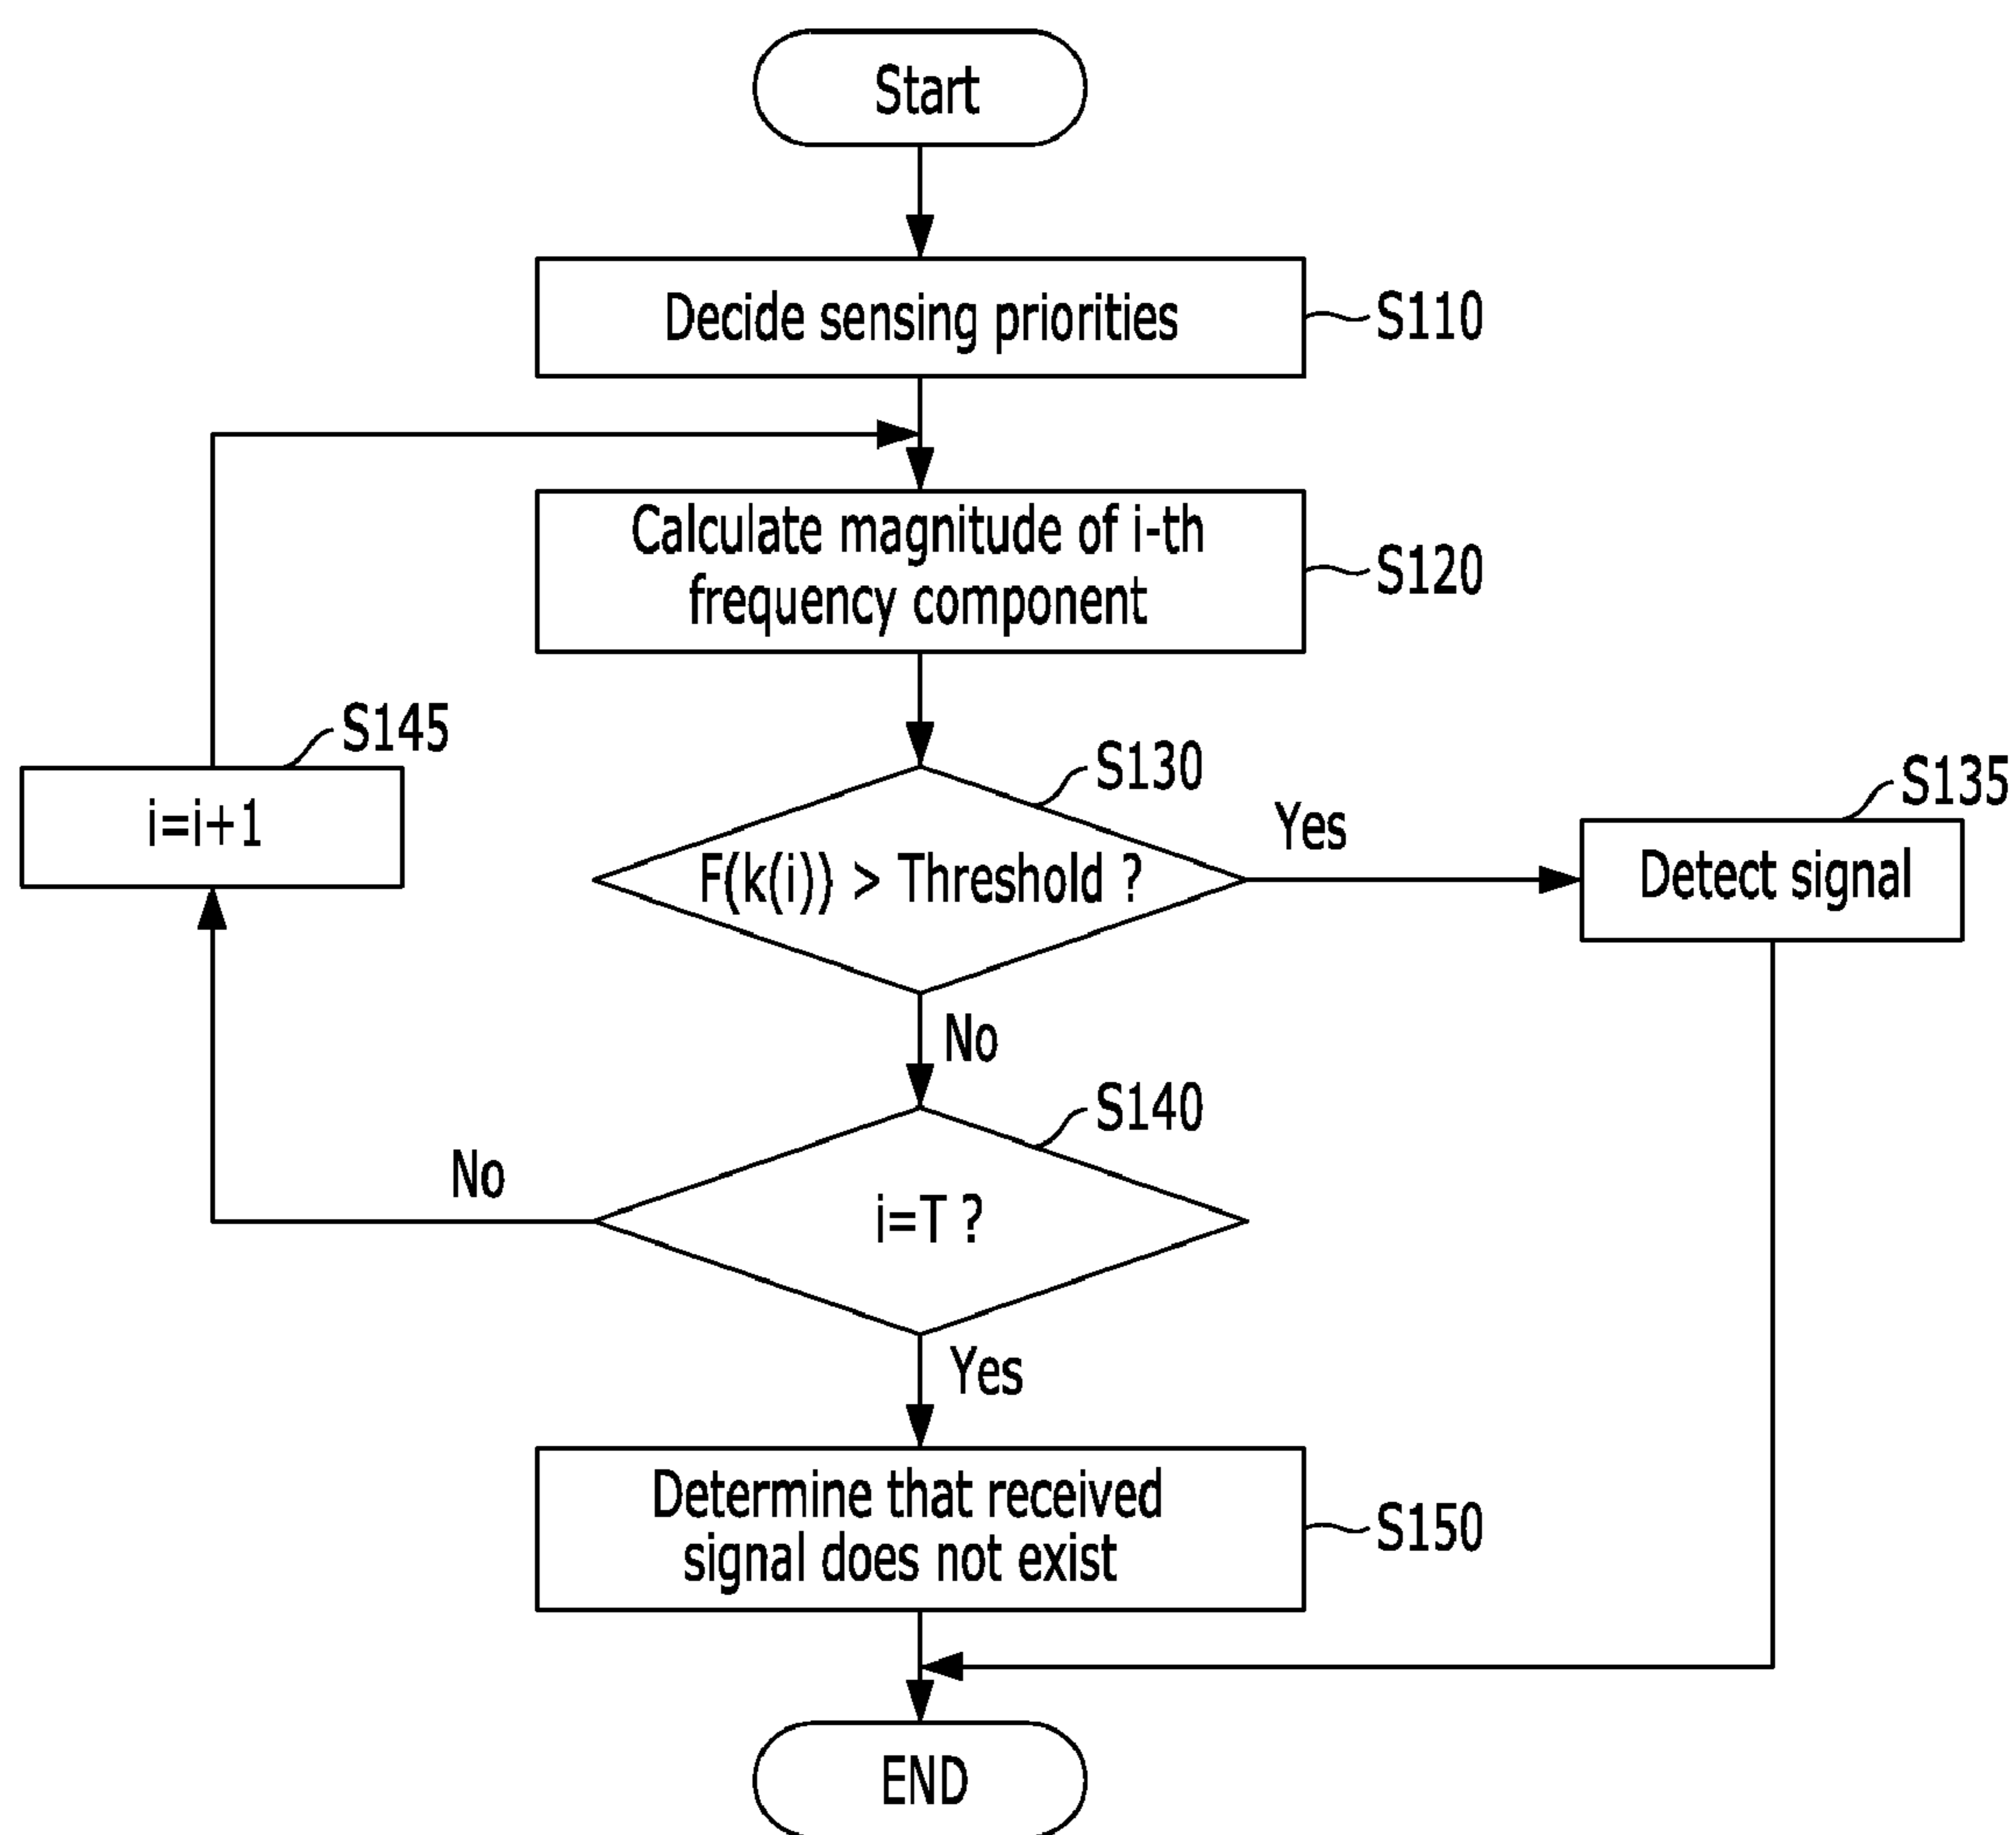 Start
Decide sensing priorities
S110
Calculate magnitude of i-th
frequency component
S120
S145
i=i+1
S130
F(k(i)) > Threshold ?
Yes
S135
Detect signal
No
S140
i=T ?
No
Yes
Determine that received
signal does not exist
S150
END